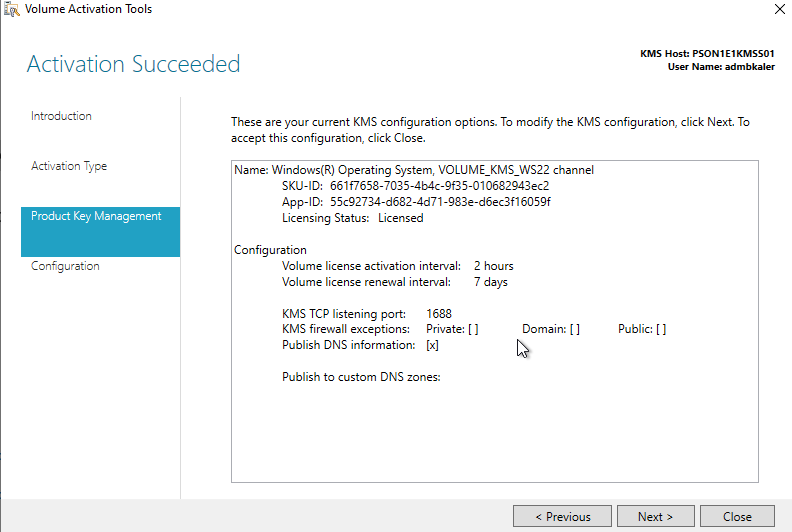 Volume Activation Tools
Activation Succeeded
KMS Host: PSON1E1KMSS01
User Name: admbkaler
Introduction
Activation Type
Product Key Management
Configuration
These are your current KMS configuration options. To modify the KMS configuration, click Next. To
accept this configuration, click Close.
Name: Windows(R) Operating System, VOLUME_KMS_WS22 channel
SKU-ID: 661f7658-7035-4b4c-9f35-010682943ec2
App-ID: 55c92734-d682-4d71-983e-d6ec3f16059f
Licensing Status: Licensed
Configuration
Volume license activation interval: 2 hours
Volume license renewal interval: 7 days
KMS TCP listening port: 1688
KMS firewall exceptions: Private: [ ] Domain: [ ] Public: [ ]
Publish DNS information: [x]
Publish to custom DNS zones:
< Previous
Next >
Close